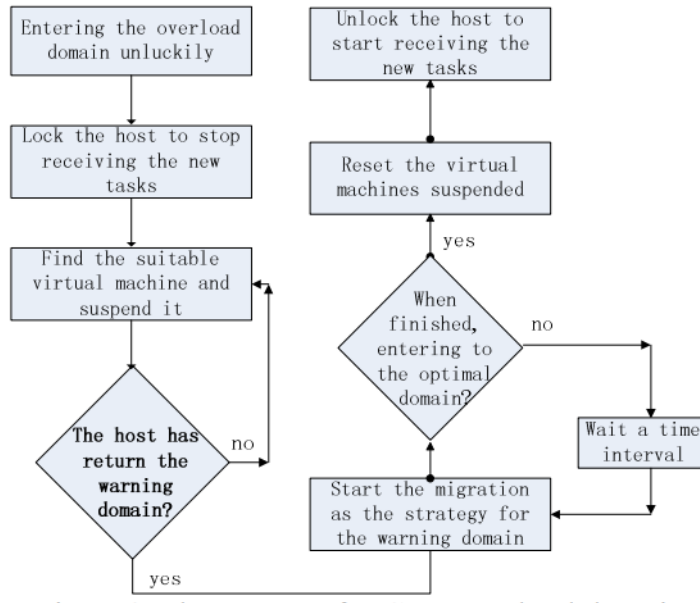 Entering the overload
domain unluckily
Lock the host to stop
receiving the new
tasks
Find the suitable
virtual machine and
suspend it
The host has
return the
warning
domain?
no
yes
Unlock the host to
start receiving the
new tasks
Reset the virtual
machines suspended
yes
When
finished,
entering to
the optimal
domain?
no
Wait a time
interval
Start the migration
as the strategy for
the warning domain